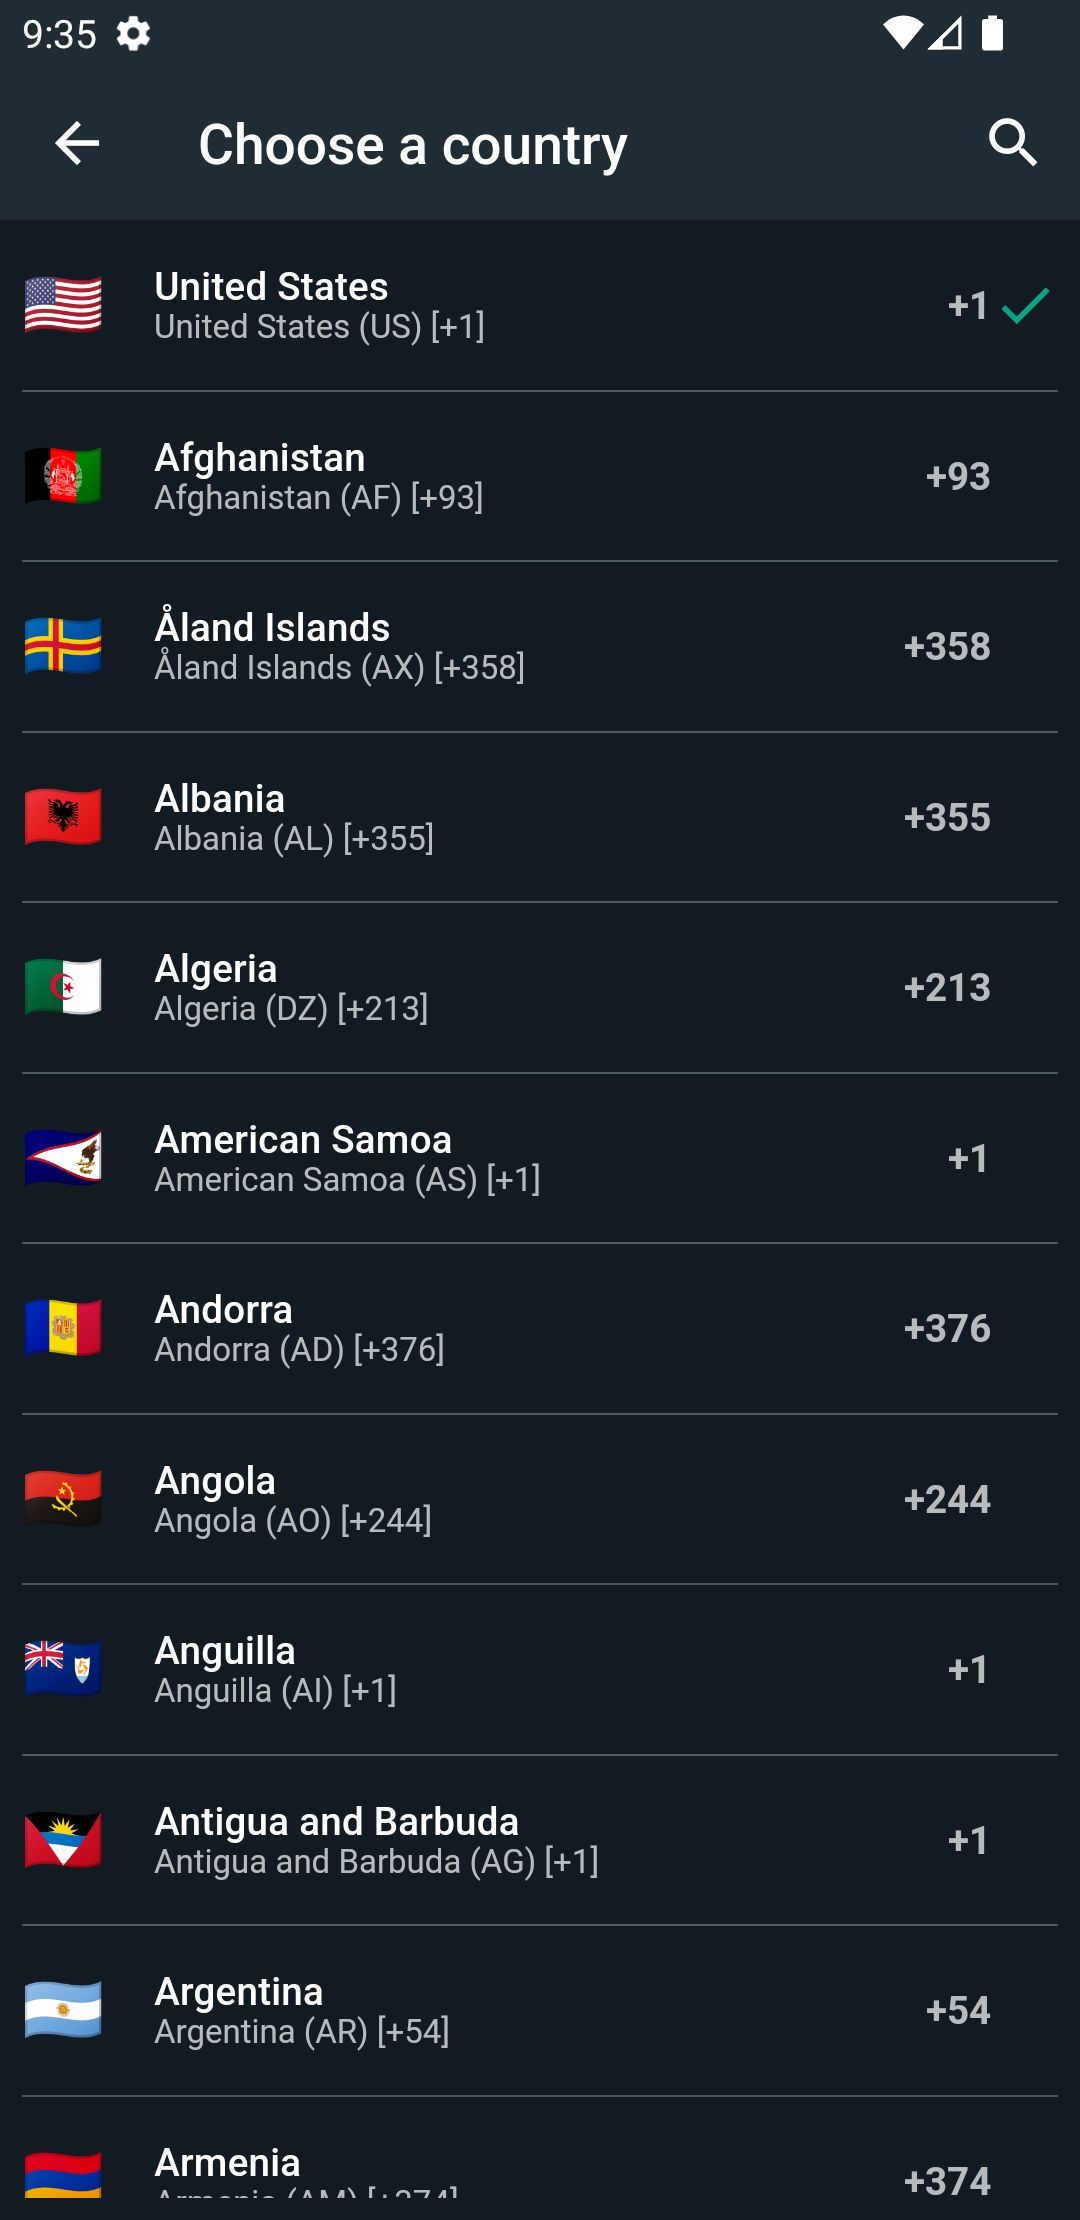 9:35
Choose a country
United States
United States (US) [+1]
+1
Afghanistan
Afghanistan (AF) [+93]
+93
Åland Islands
Åland Islands (AX) [+358]
+358
Albania
Albania (AL) [+355]
+355
Algeria
Algeria (DZ) [+213]
+213
American Samoa
American Samoa (AS) [+1]
+1
Andorra
Andorra (AD) [+376]
+376
Angola
Angola (AO) [+244]
+244
Anguilla
Anguilla (AI) [+1]
+1
Antigua and Barbuda
Antigua and Barbuda (AG) [+1]
+1
Argentina
Argentina (AR) [+54]
+54
Armenia
Armenia (AM) [+374]
+374